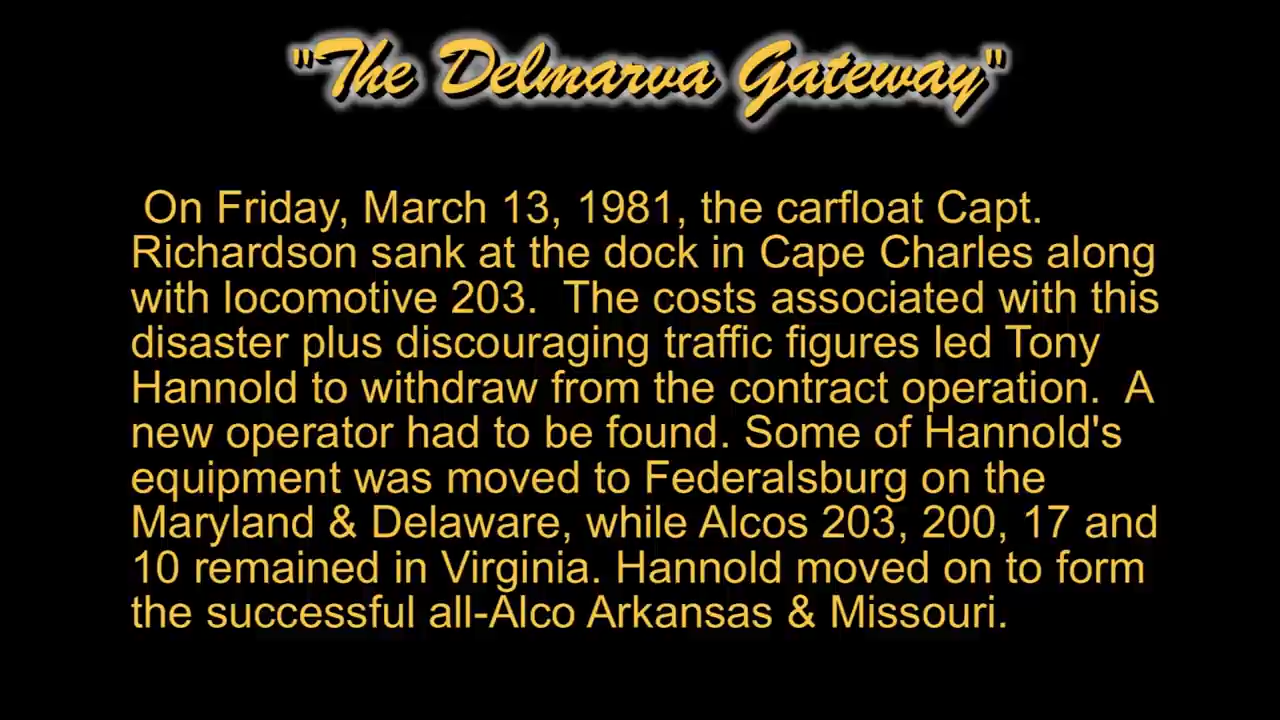 "The Delmarva Gateway"
On Friday, March 13, 1981, the carfloat Capt.
Richardson sank at the dock in Cape Charles along
with locomotive 203.  The costs associated with this
disaster plus discouraging traffic figures led Tony
Hannold to withdraw from the contract operation.  A
new operator had to be found. Some of Hannold's
equipment was moved to Federalsburg on the
Maryland & Delaware, while Alcos 203, 200, 17 and
10 remained in Virginia. Hannold moved on to form
the successful all-Alco Arkansas & Missouri.